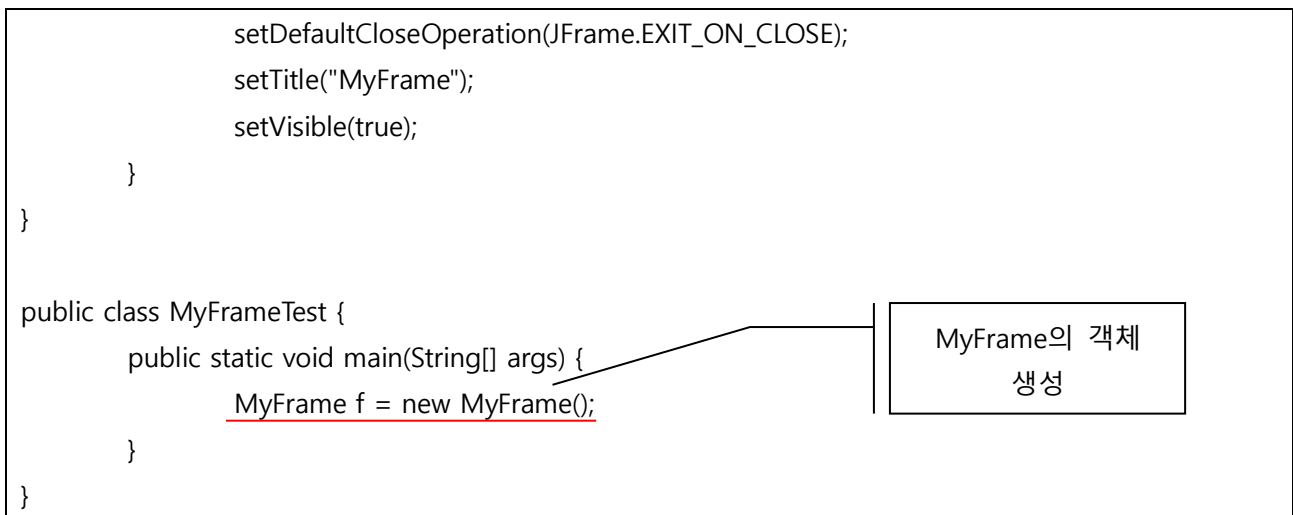 setDefaultCloseOperation(JFrame.EXIT_ON_CLOSE);
setTitle("MyFrame");
setVisible(true);
}
}
public class MyFrameTest {
public static void main(String[] args) {
MyFrame f = new MyFrame();
}
}
MyFrame의 객체
생성